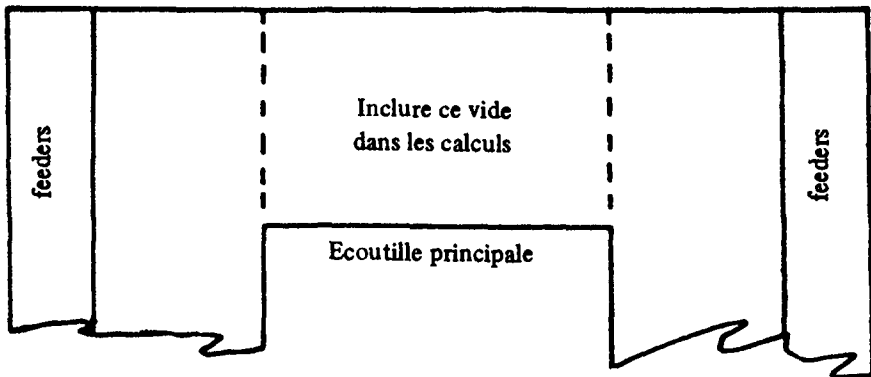 feeders
Inclure ce vide
dans les calculs
Ecoutille principale
feeders